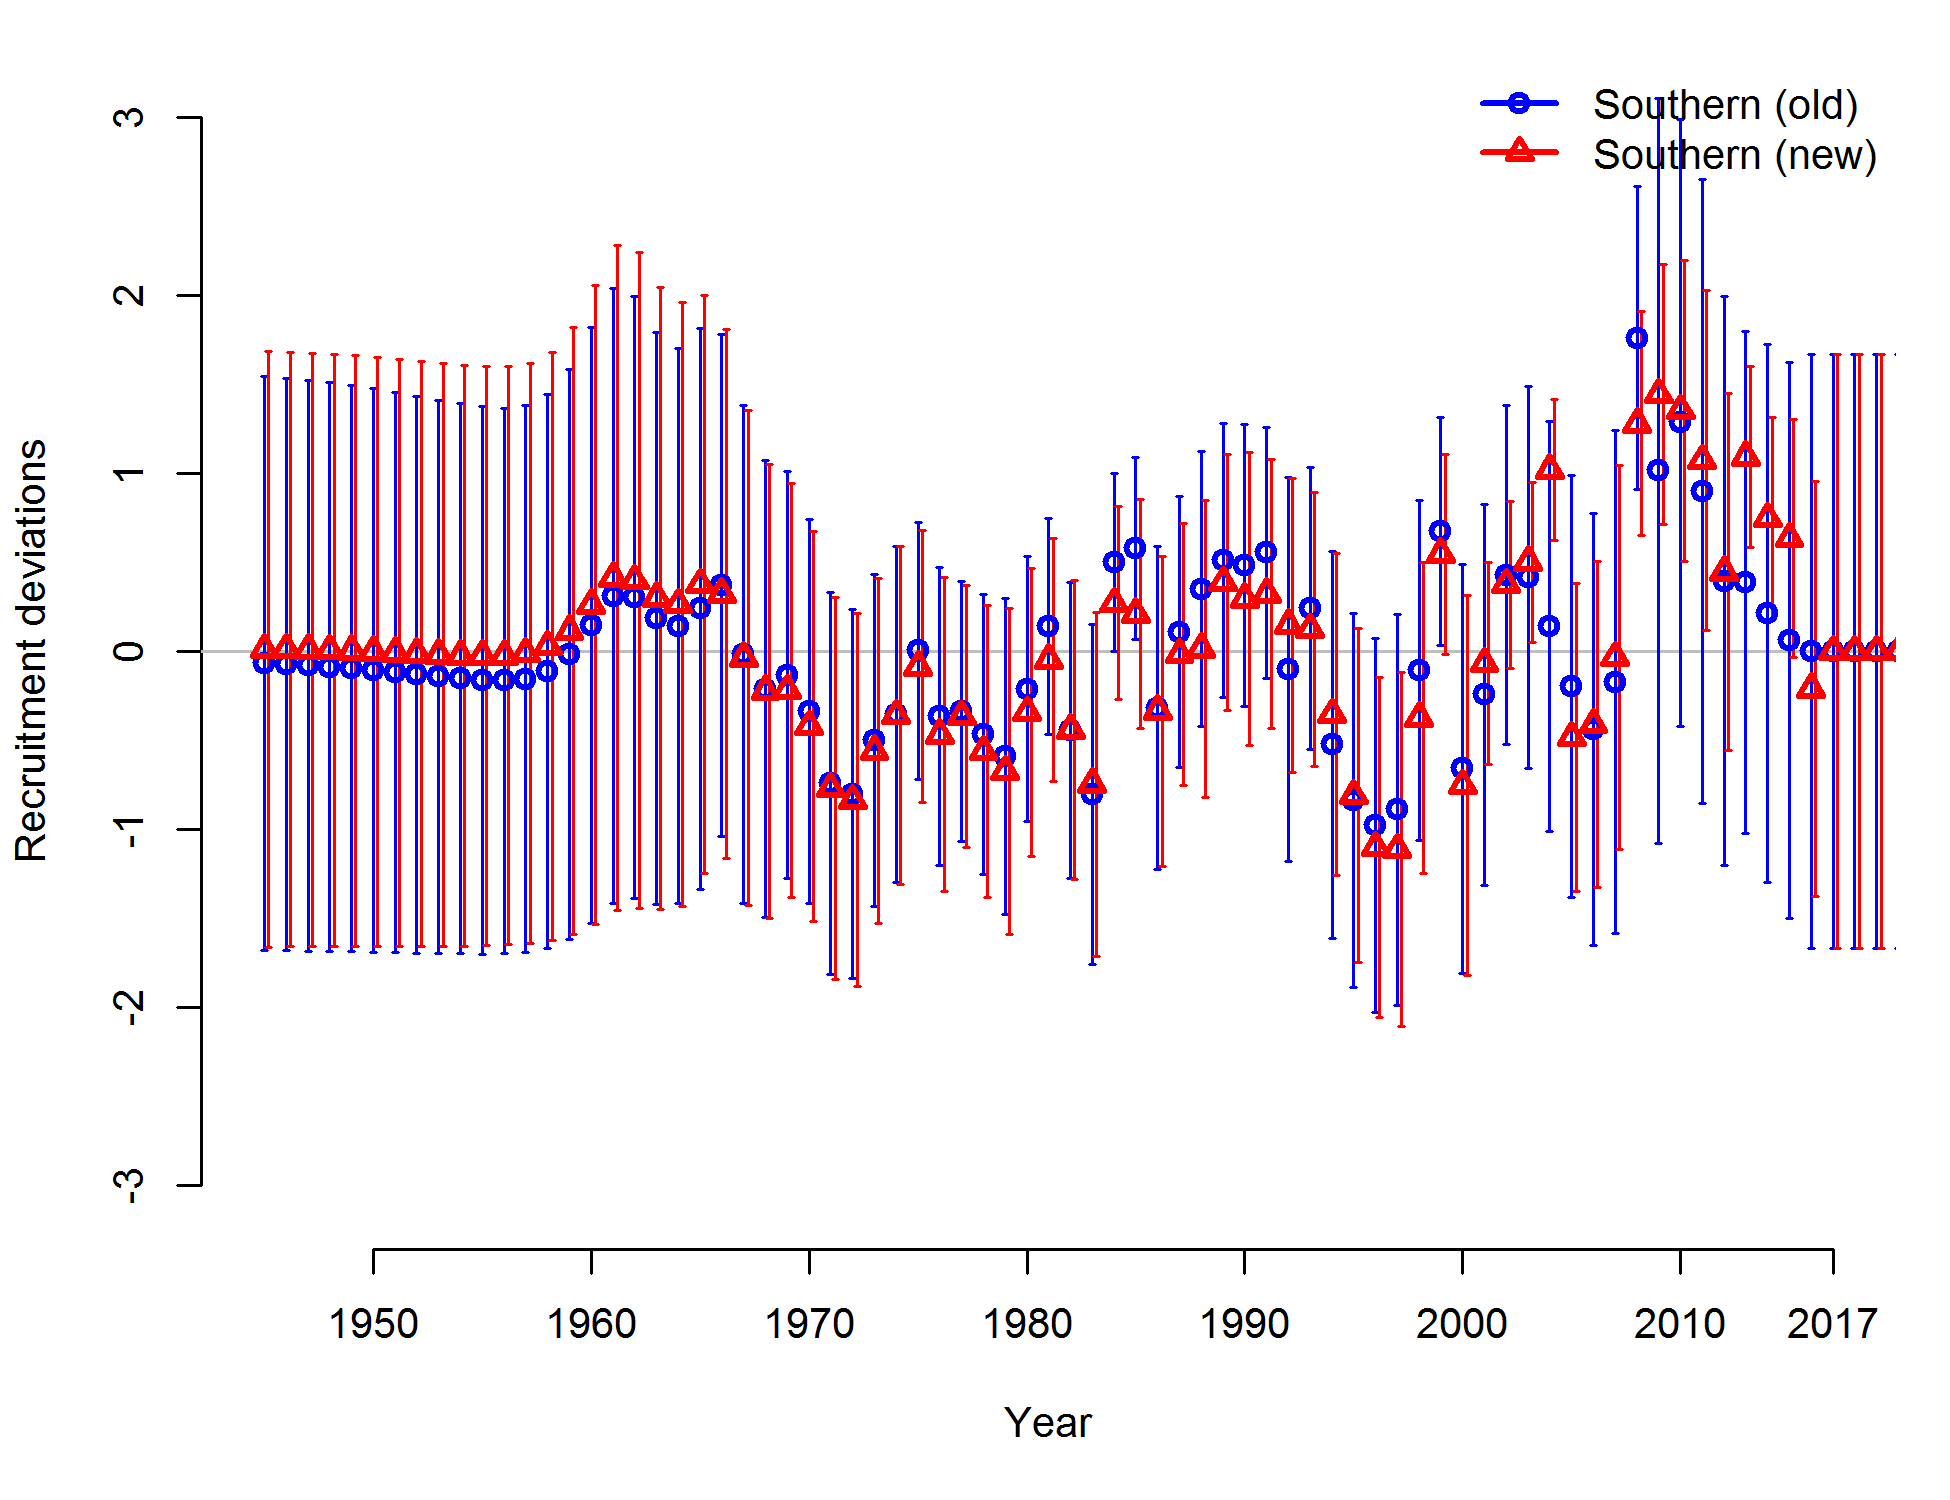 Southern (old)
Southern (new)
Recruitment deviations
3
2
1
0
-1
-2
-3
1950 1960 1970 1980 1990 2000 2010 2017
Year